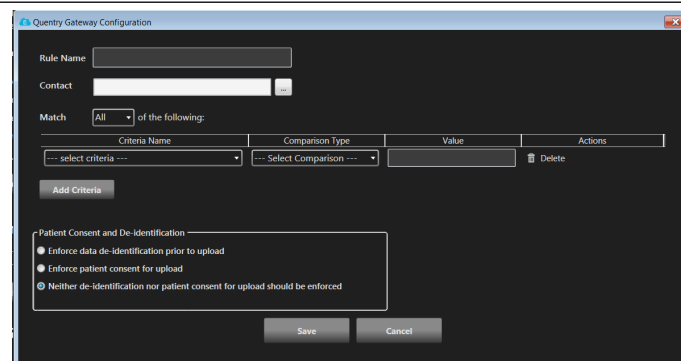 Quentry Gateway Configuration
Rule Name
Contact
...
Match All of the following:
Criteria Name Comparison Type Value Actions
--- select criteria --- --- Select Comparison --- Delete
Add Criteria
Patient Consent and De-identification
Enforce data de-identification prior to upload
Enforce patient consent for upload
Neither de-identification nor patient consent for upload should be enforced
Save Cancel